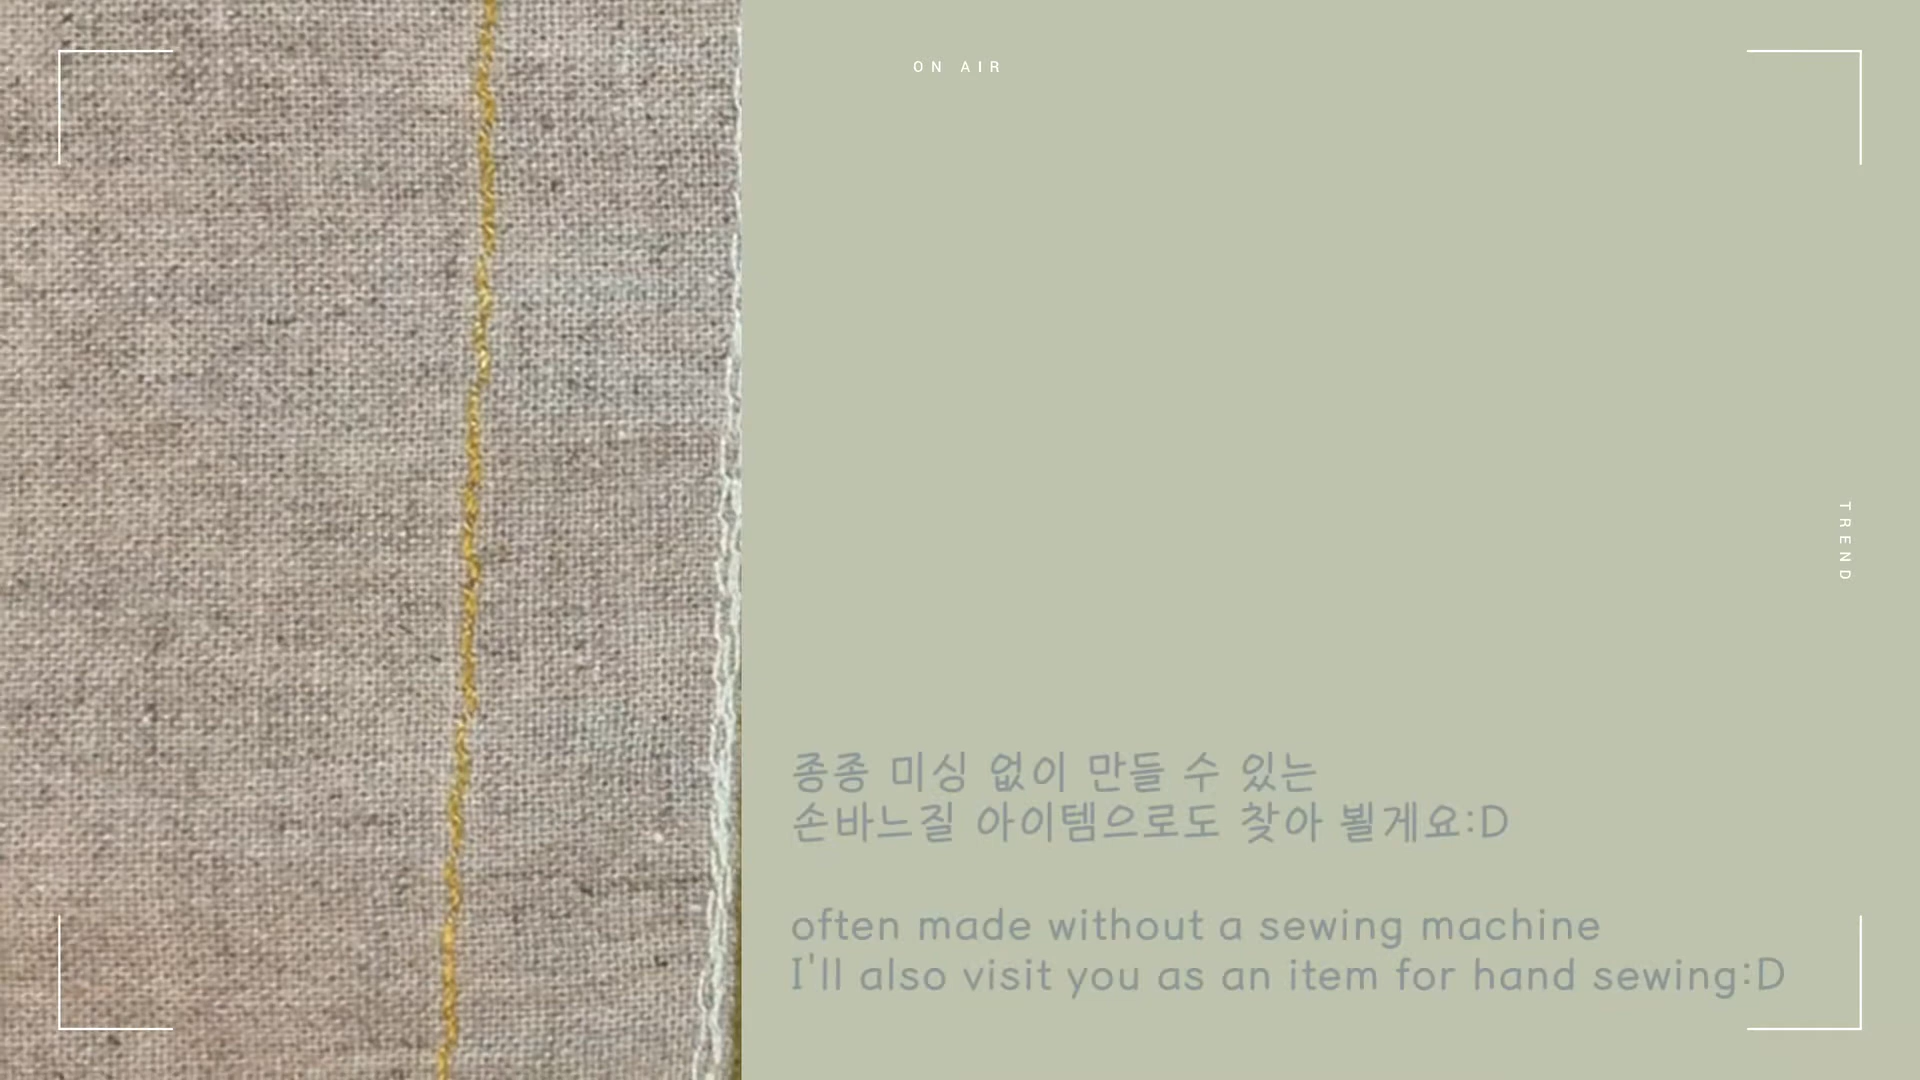 ON AIR
TREND
종종 미싱 없이 만들 수 있는
손바느질 아이템으로도 찾아 뵐게요:D
often made without a sewing machine
I'll also visit you as an item for hand sewing:D